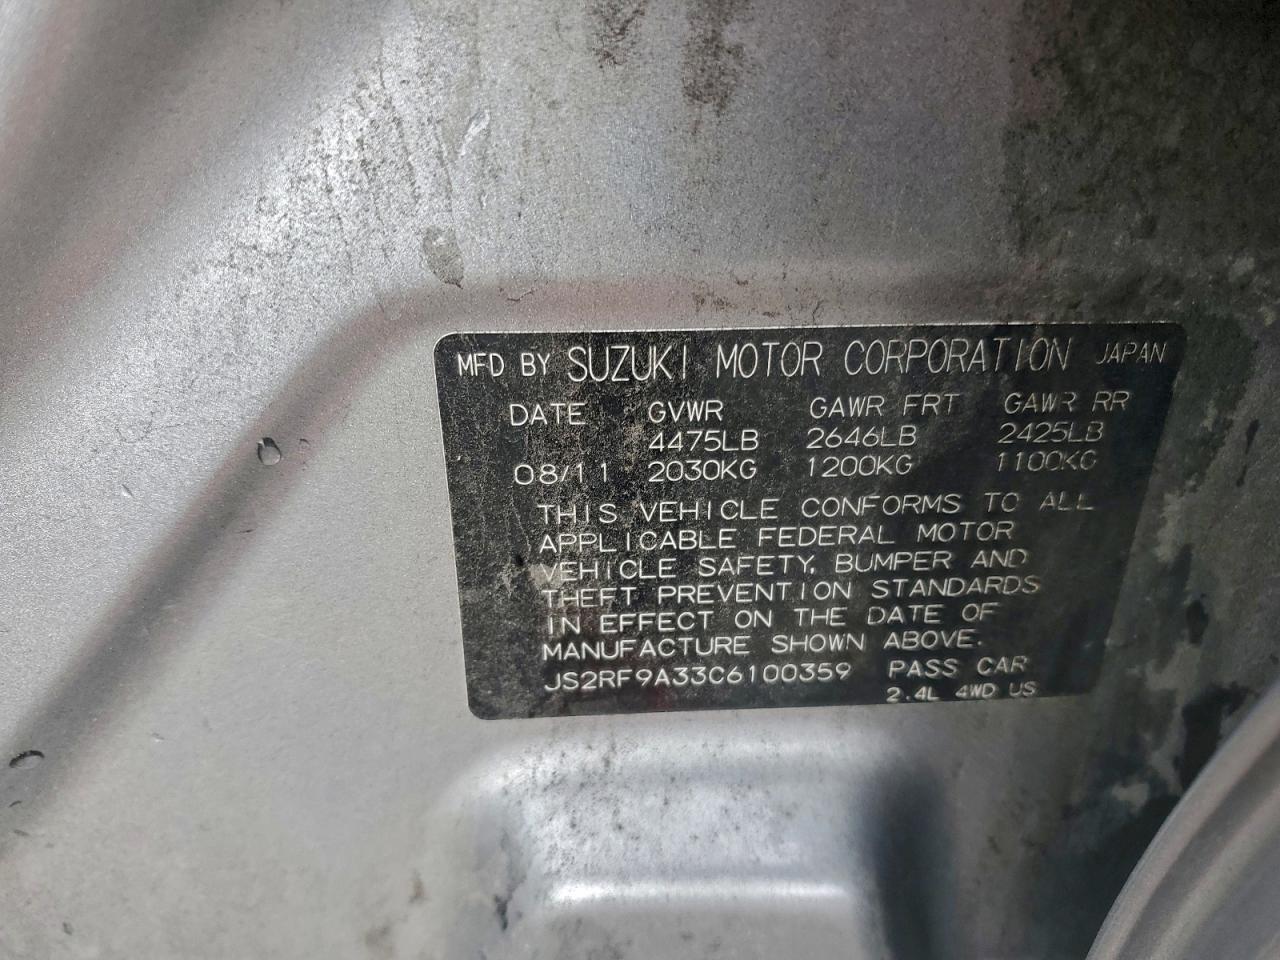 MFD BY SUZUKI MOTOR CORPORATION JAPAN
DATE GVWR GAWR FRT GAWR RR
4475LB 2646LB 2425LB
08/11 2030KG 1200KG 1100KG
THIS VEHICLE CONFORMS TO ALL
APPLICABLE FEDERAL MOTOR
VEHICLE SAFETY, BUMPER AND
THEFT PREVENTION STANDARDS
IN EFFECT ON THE DATE OF
MANUFACTURE SHOWN ABOVE.
JS2RF9A33C6100359 PASS CAR
2.4L 4WD US